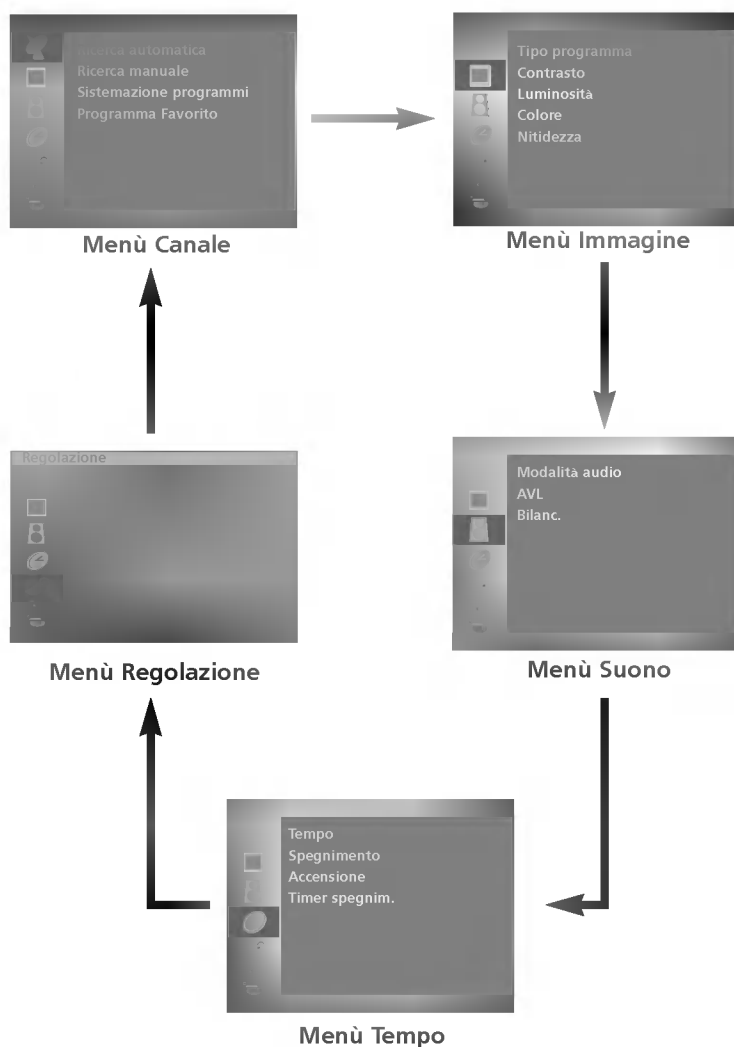 Ricerca automatica
Ricerca manuale
Sistemazione programmi
Programma Favorito
Menù Canale
Tipo programma
Contrasto
Luminosità
Colore
Nitidezza
Menù Immagine
Regolazione
Menù Regolazione
Modalità audio
AVL
Bilanc.
Menù Suono
Tempo
Spegnimento
Accensione
Timer spegnim.
Menù Tempo